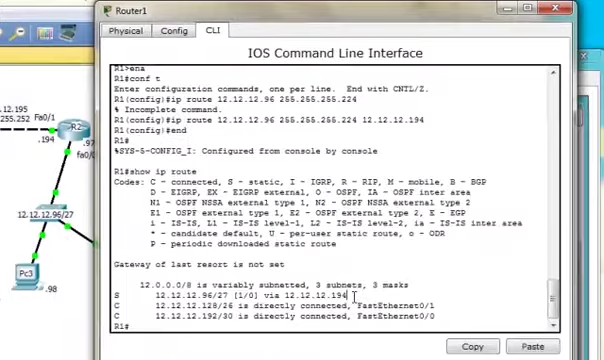 Router1
Physical Config CLI
IOS Command Line Interface
R1>ena
R1#conf t
Enter configuration commands, one per line. End with CNTL/Z.
R1(config)#ip route 12.12.12.96 255.255.255.224
% Incomplete command.
R1(config)#ip route 12.12.12.96 255.255.255.224 12.12.12.194
R1(config)#end
R1#
%SYS-5-CONFIG_I: Configured from console by console
R1#show ip route
Codes: C - connected, S - static, I - IGRP, R - RIP, M - mobile, B - BGP
D - EIGRP, EX - EIGRP external, O - OSPF, IA - OSPF inter area
N1 - OSPF NSSA external type 1, N2 - OSPF NSSA external type 2
E1 - OSPF external type 1, E2 - OSPF external type 2, E - EGP
i - IS-IS, L1 - IS-IS level-1, L2 - IS-IS level-2, ia - IS-IS inter area
* - candidate default, U - per-user static route, o - ODR
P - periodic downloaded static route
Gateway of last resort is not set
12.0.0.0/8 is variably subnetted, 3 subnets, 3 masks
S 12.12.12.96/27 [1/0] via 12.12.12.194
C 12.12.12.128/26 is directly connected, FastEthernet0/1
C 12.12.12.192/30 is directly connected, FastEthernet0/0
R1#
Copy Paste
.12.195
255.252
Fa0/1
.194
R2
.97
fa0/
12.12.12.96/27
Pc3
.98